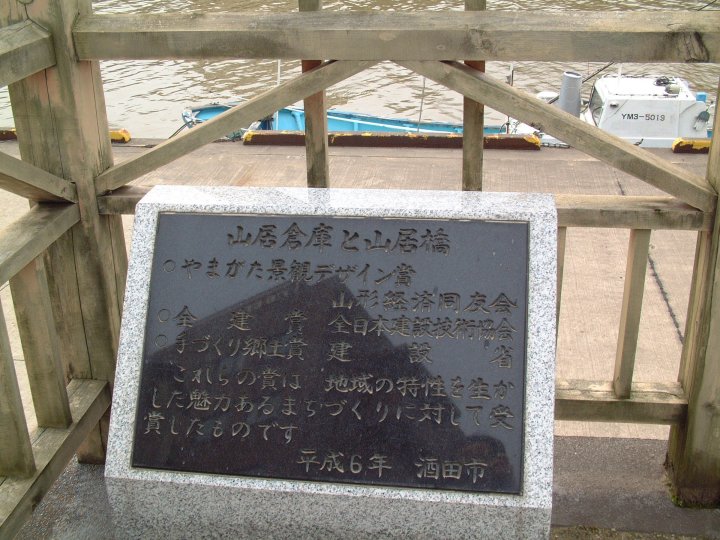 YM3-5019
山居倉庫と山居橋
○やまがた景観デザイン賞
山形経済同友会
○全建賞 全日本建設技術協会
○手づくり郷土賞 建設省
これらの賞は 地域の特性を生か
した魅力あるまちづくりに対して受
賞したものです
平成6年 酒田市